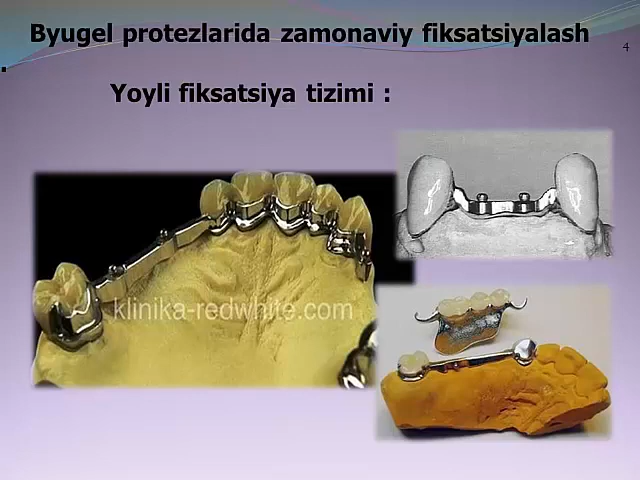 Byugel protezlarida zamonaviy fiksatsiyalash
.
4
Yoyli fiksatsiya tizimi :
klinika-redwhite.com